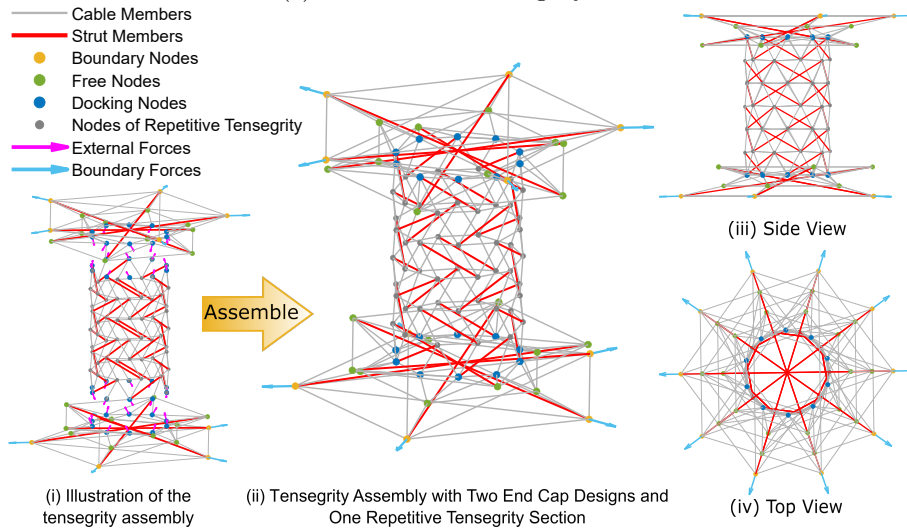 Cable Members
Strut Members
Boundary Nodes
Free Nodes
Docking Nodes
Nodes of Repetitive Tensegrity
External Forces
Boundary Forces
Assemble
(i) Illustration of the
tensegrity assembly
(ii) Tensegrity Assembly with Two End Cap Designs and
One Repetitive Tensegrity Section
(iii) Side View
(iv) Top View